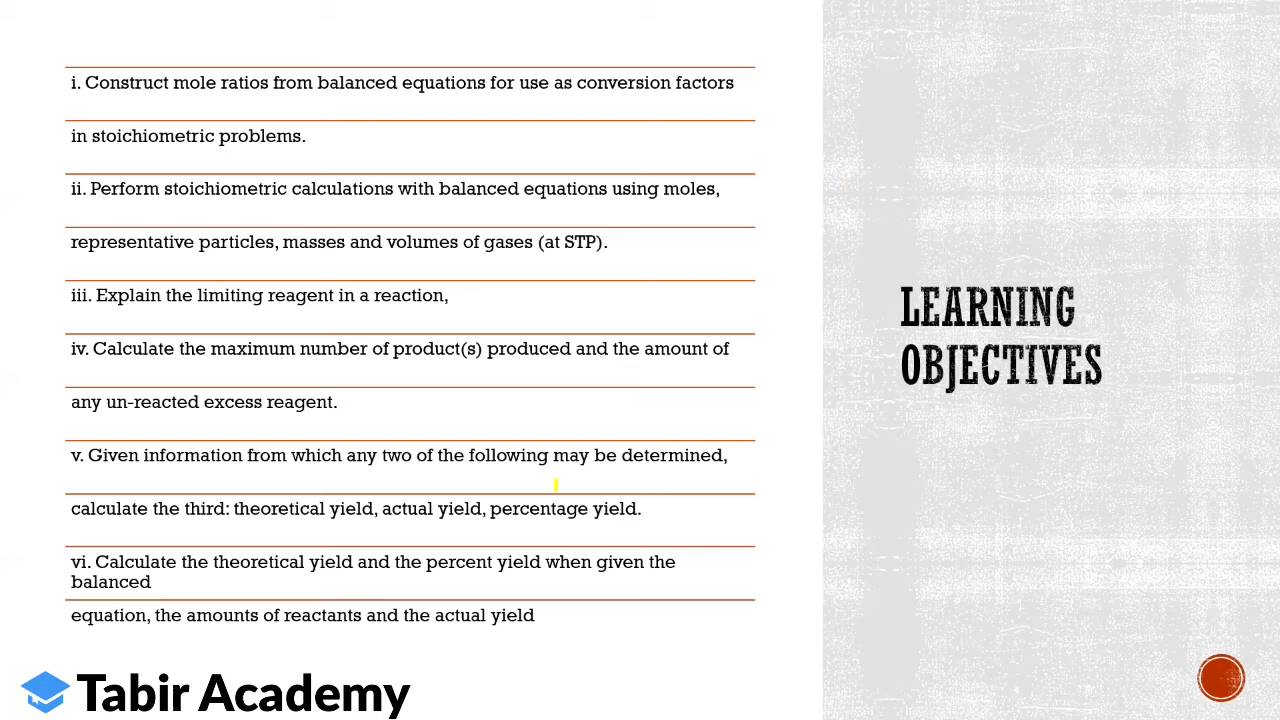 i. Construct mole ratios from balanced equations for use as conversion factors
in stoichiometric problems.
ii. Perform stoichiometric calculations with balanced equations using moles,
representative particles, masses and volumes of gases (at STP).
iii. Explain the limiting reagent in a reaction,
iv. Calculate the maximum number of product(s) produced and the amount of
any un-reacted excess reagent.
v. Given information from which any two of the following may be determined,
calculate the third: theoretical yield, actual yield, percentage yield.
vi. Calculate the theoretical yield and the percent yield when given the
balanced
equation, the amounts of reactants and the actual yield
LEARNING
OBJECTIVES
Tabir Academy